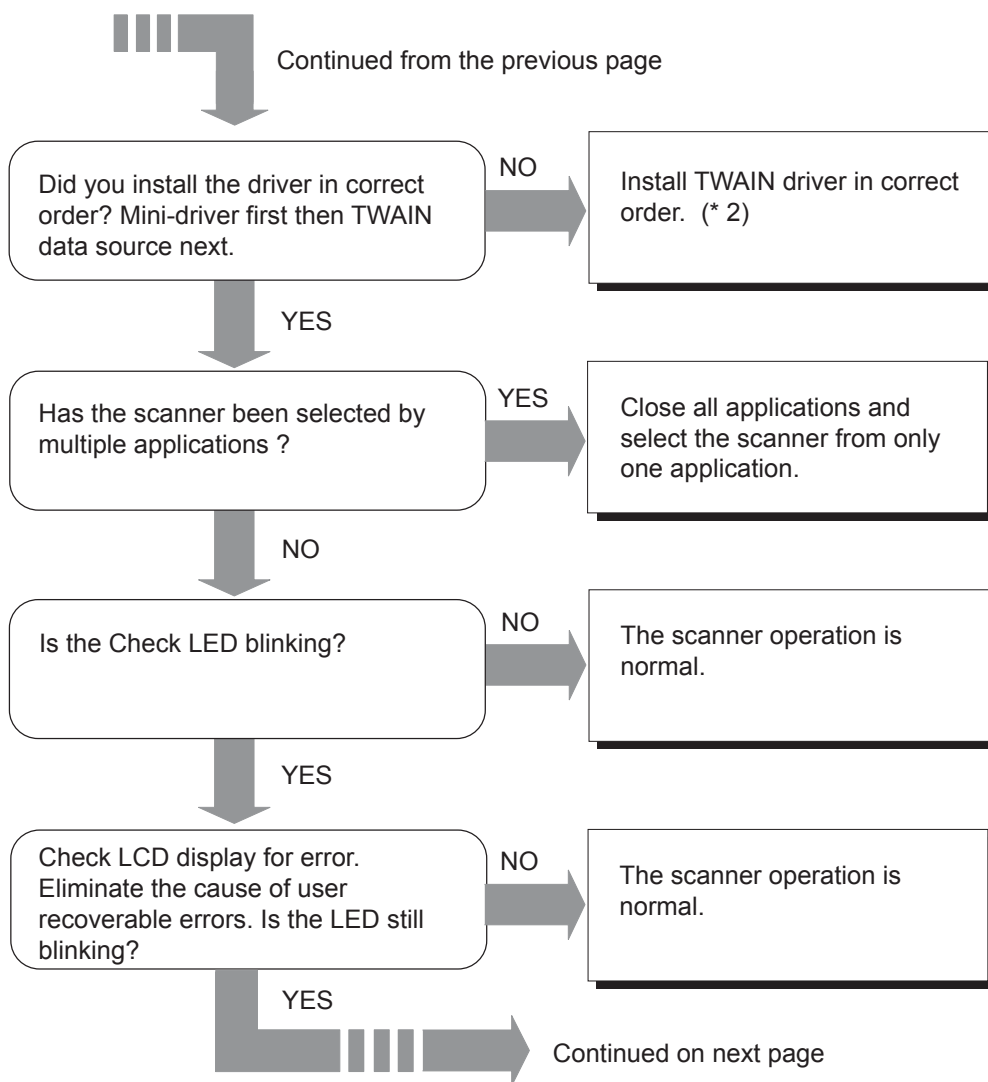 Continued from the previous page
Did you install the driver in correct
order? Mini-driver first then TWAIN
data source next.
NO
Install TWAIN driver in correct
order.  (* 2)
YES
Has the scanner been selected by
multiple applications ?
YES
Close all applications and
select the scanner from only
one application.
NO
Is the Check LED blinking?
NO
The scanner operation is
normal.
YES
Check LCD display for error.
Eliminate the cause of user
recoverable errors. Is the LED still
blinking?
NO
The scanner operation is
normal.
YES
Continued on next page